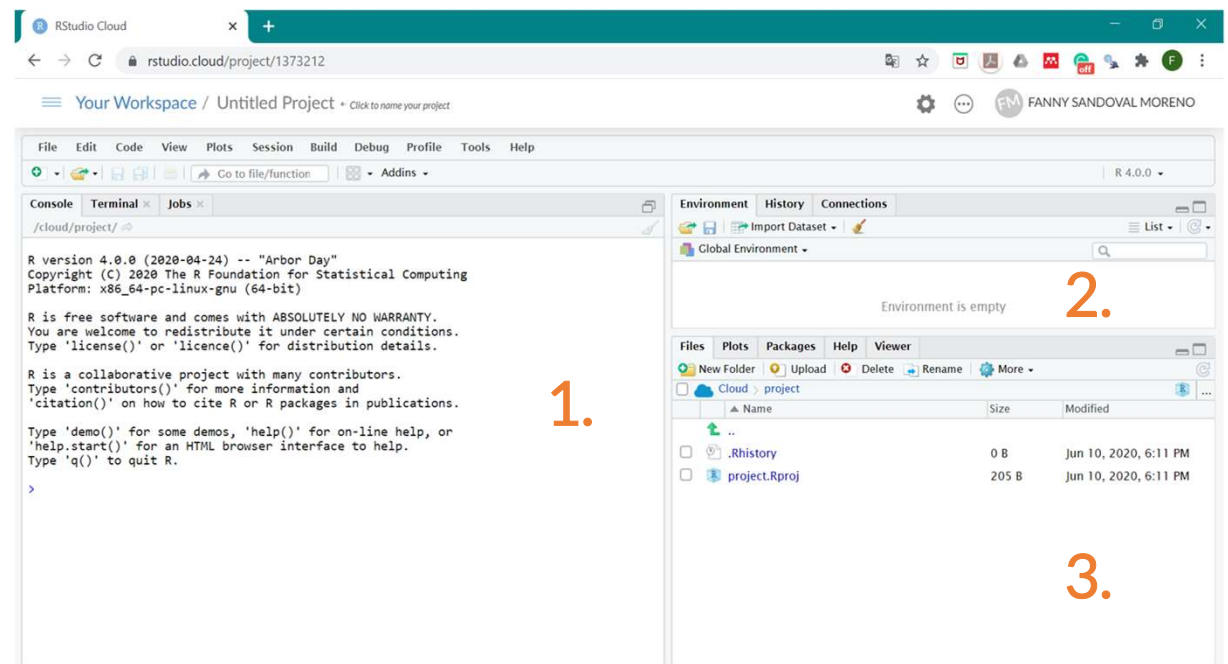 RStudio Cloud
rstudio.cloud/project/1373212
off
F
Your Workspace / Untitled Project
Click to name your project
FM FANNY SANDOVAL MORENO
File Edit Code View Plots Session Build Debug Profile Tools Help
Go to file/function Addins R 4.0.0
Console Terminal Jobs
/cloud/project/
R version 4.0.0 (2020-04-24) -- "Arbor Day"
Copyright (C) 2020 The R Foundation for Statistical Computing
Platform: x86_64-pc-linux-gnu (64-bit)
R is free software and comes with ABSOLUTELY NO WARRANTY.
You are welcome to redistribute it under certain conditions.
Type 'license()' or 'licence()' for distribution details.
R is a collaborative project with many contributors.
Type 'contributors()' for more information and
'citation()' on how to cite R or R packages in publications.
Type 'demo()' for some demos, 'help()' for on-line help, or
'help.start()' for an HTML browser interface to help.
Type 'q()' to quit R.
>
1.
Environment History Connections
Import Dataset List
Global Environment
Environment is empty
2.
Files Plots Packages Help Viewer
New Folder Upload Delete Rename More
Cloud project
Name Size Modified
..
.Rhistory 0 B Jun 10, 2020, 6:11 PM
project.Rproj 205 B Jun 10, 2020, 6:11 PM
3.